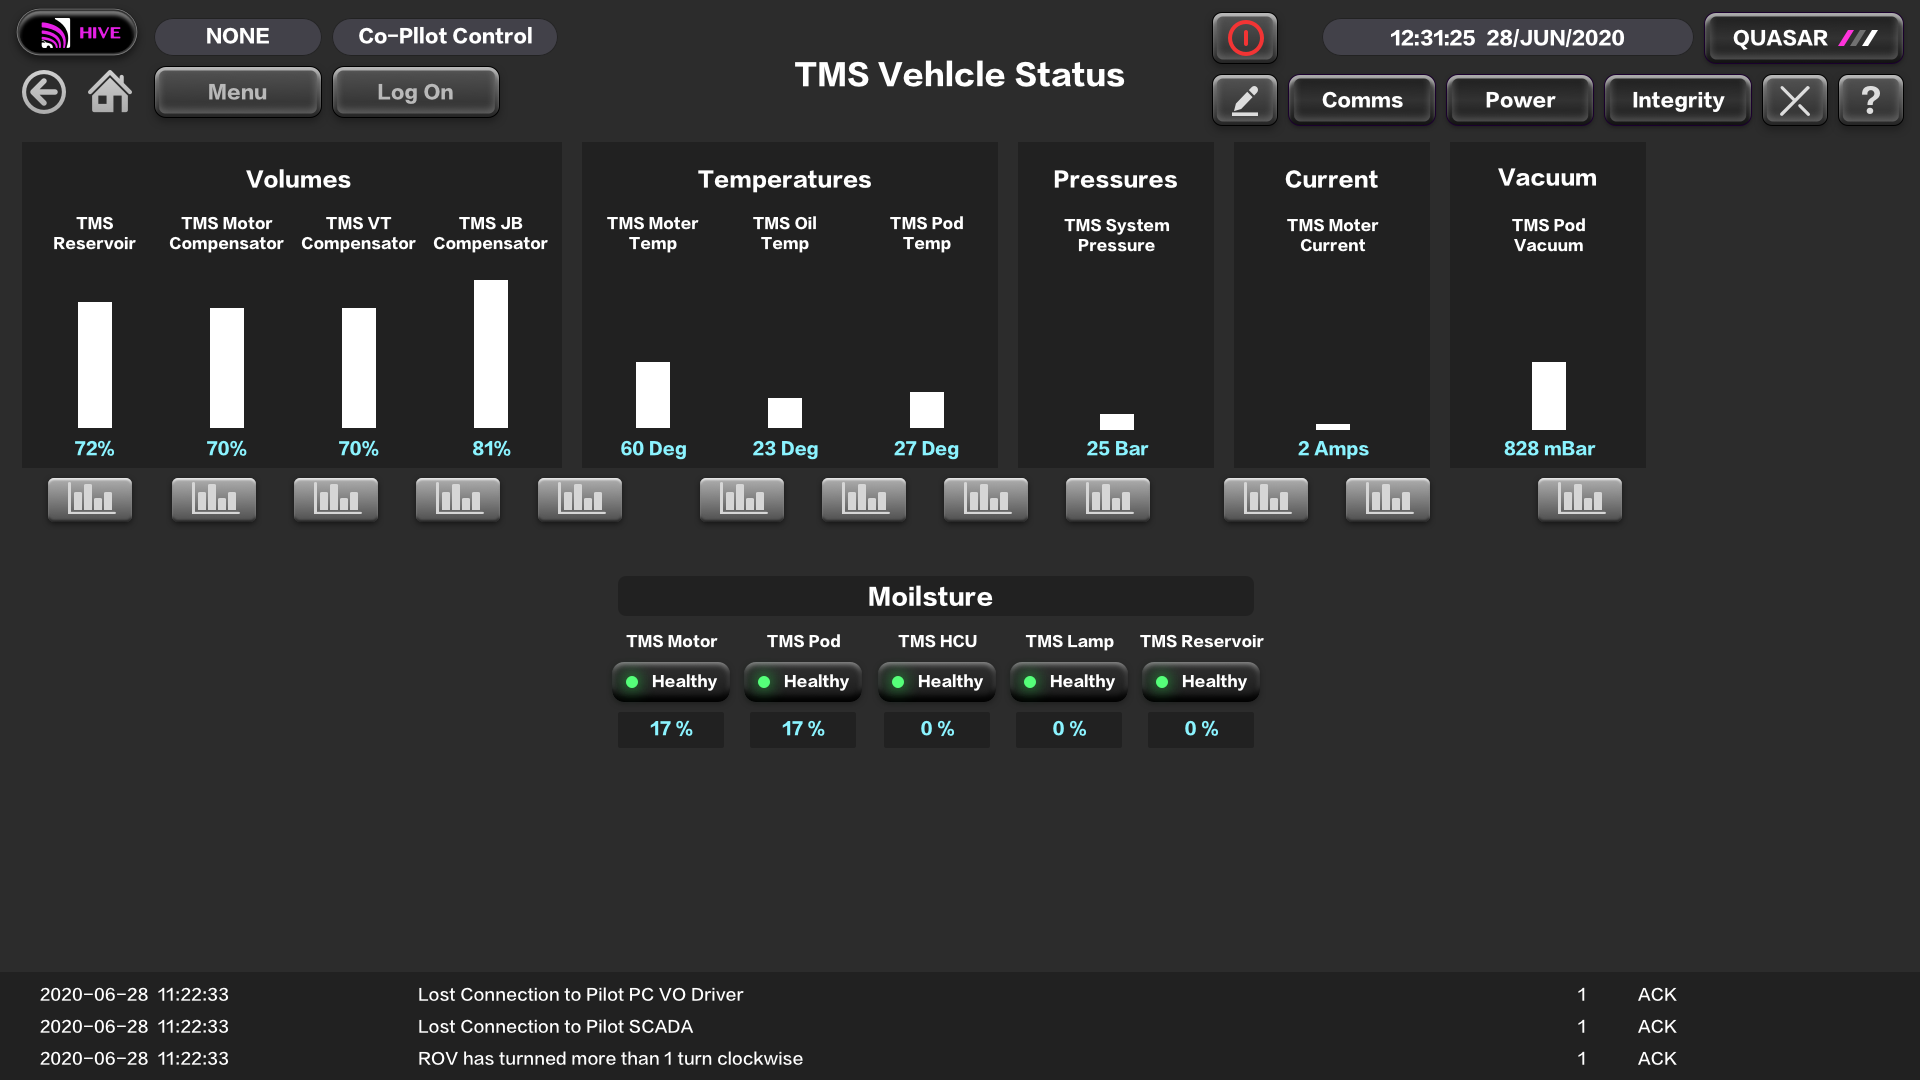 HIVE
NONE
Co-PIlot Control
12:31:25 28/JUN/2020
QUASAR
TMS VehIcle Status
Menu
Log On
Comms
Power
Integrity
?
Volumes
TMS
Reservoir
TMS Motor
Compensator
TMS VT
Compensator
TMS JB
Compensator
72%
70%
70%
81%
Temperatures
TMS Moter
Temp
TMS Oil
Temp
TMS Pod
Temp
60 Deg
23 Deg
27 Deg
Pressures
TMS System
Pressure
25 Bar
Current
TMS Moter
Current
2 Amps
Vacuum
TMS Pod
Vacuum
828 mBar
Moilsture
TMS Motor
TMS Pod
TMS HCU
TMS Lamp
TMS Reservoir
Healthy
Healthy
Healthy
Healthy
Healthy
17 %
17 %
0 %
0 %
0 %
2020-06-28 11:22:33 Lost Connection to Pilot PC VO Driver 1 ACK
2020-06-28 11:22:33 Lost Connection to Pilot SCADA 1 ACK
2020-06-28 11:22:33 ROV has turnned more than 1 turn clockwise 1 ACK